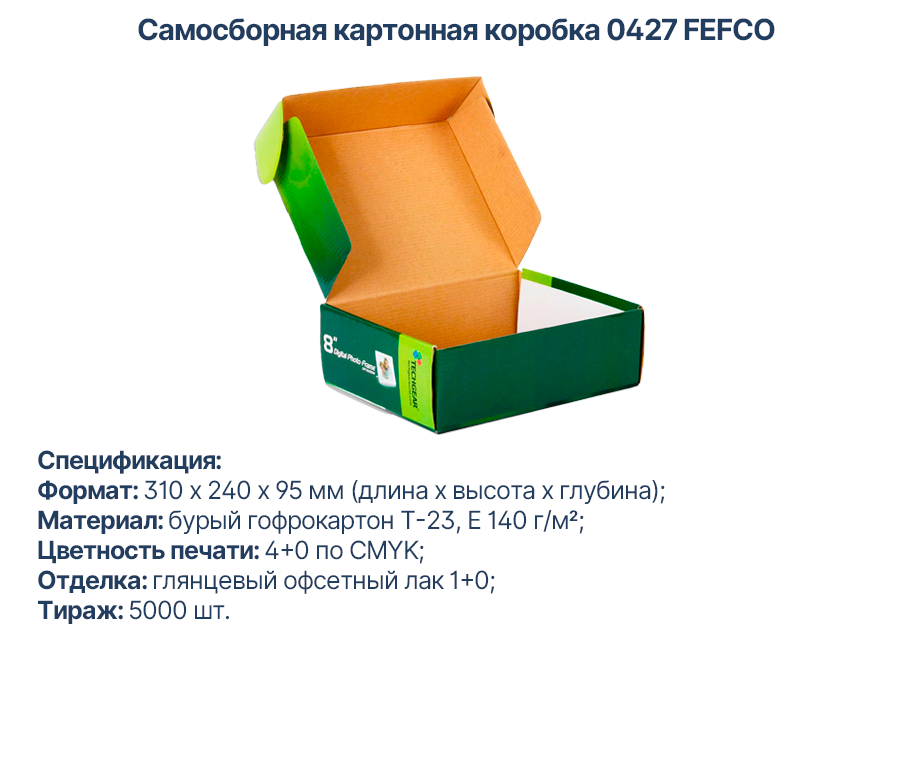 Самосборная картонная коробка 0427 FEFCO
8"
Digital Photo Frame
TECHGEAR
Спецификация:
Формат: 310 х 240 х 95 мм (длина х высота х глубина);
Материал: бурый гофрокартон Т-23, Е 140 г/м²;
Цветность печати: 4+0 по CMYK;
Отделка: глянцевый офсетный лак 1+0;
Тираж: 5000 шт.